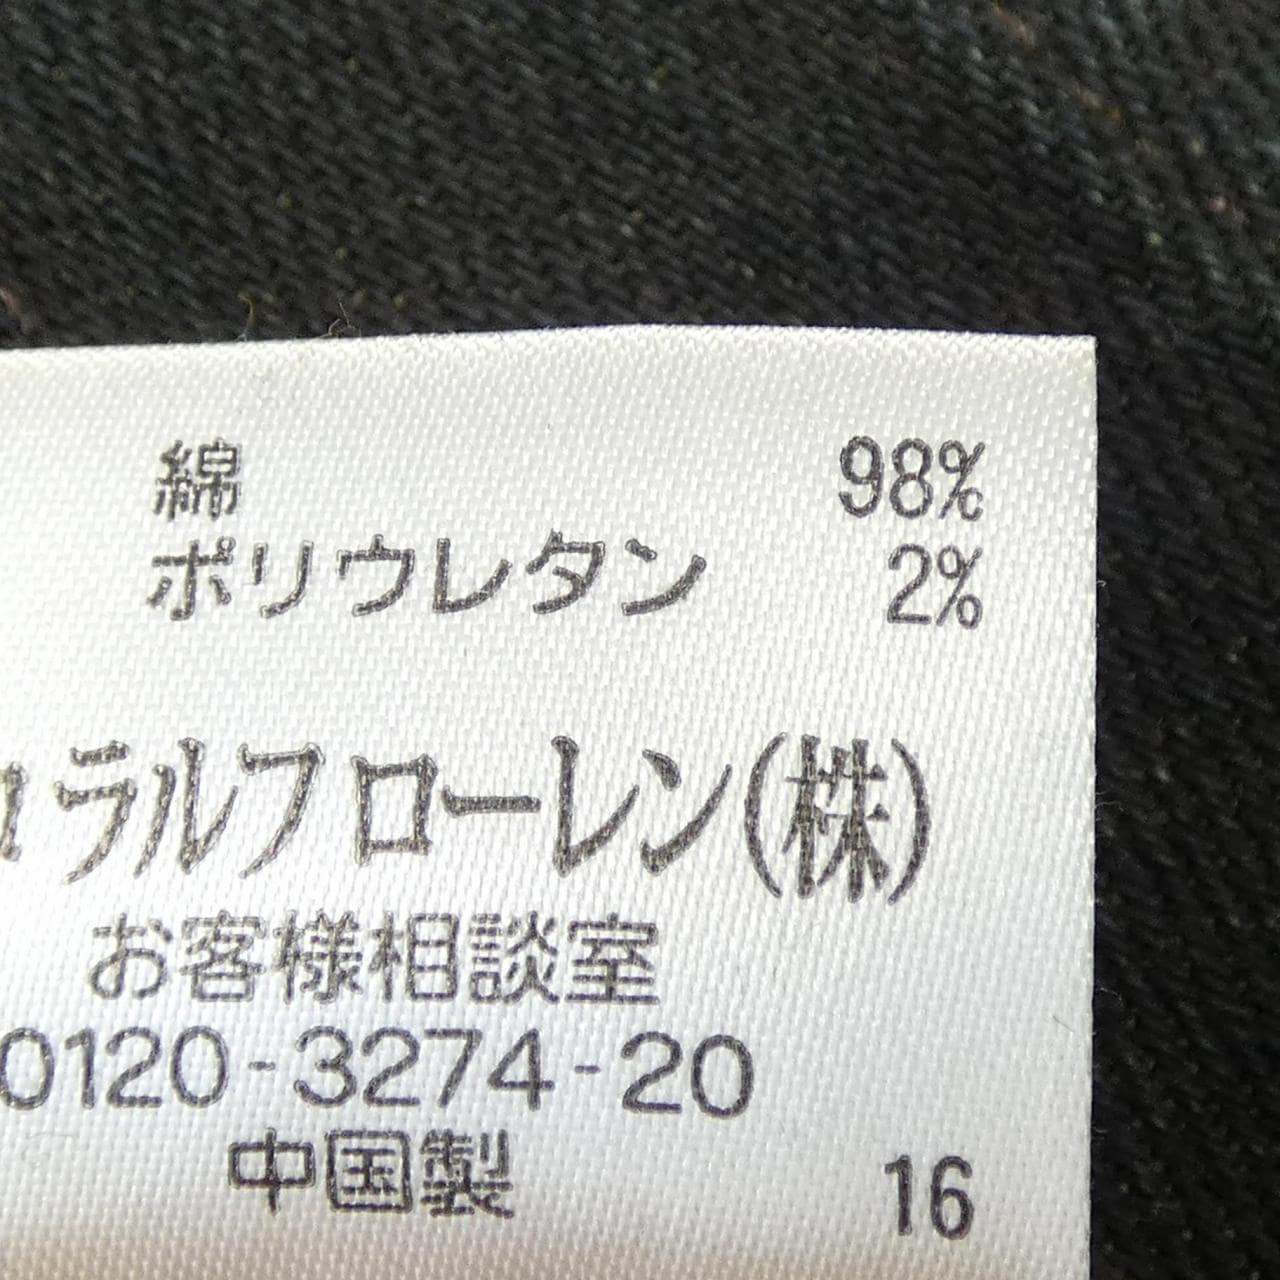 綿 98%
ポリウレタン 2%
ラルフローレン(株)
お客様相談室
0120-3274-20
中国製 16